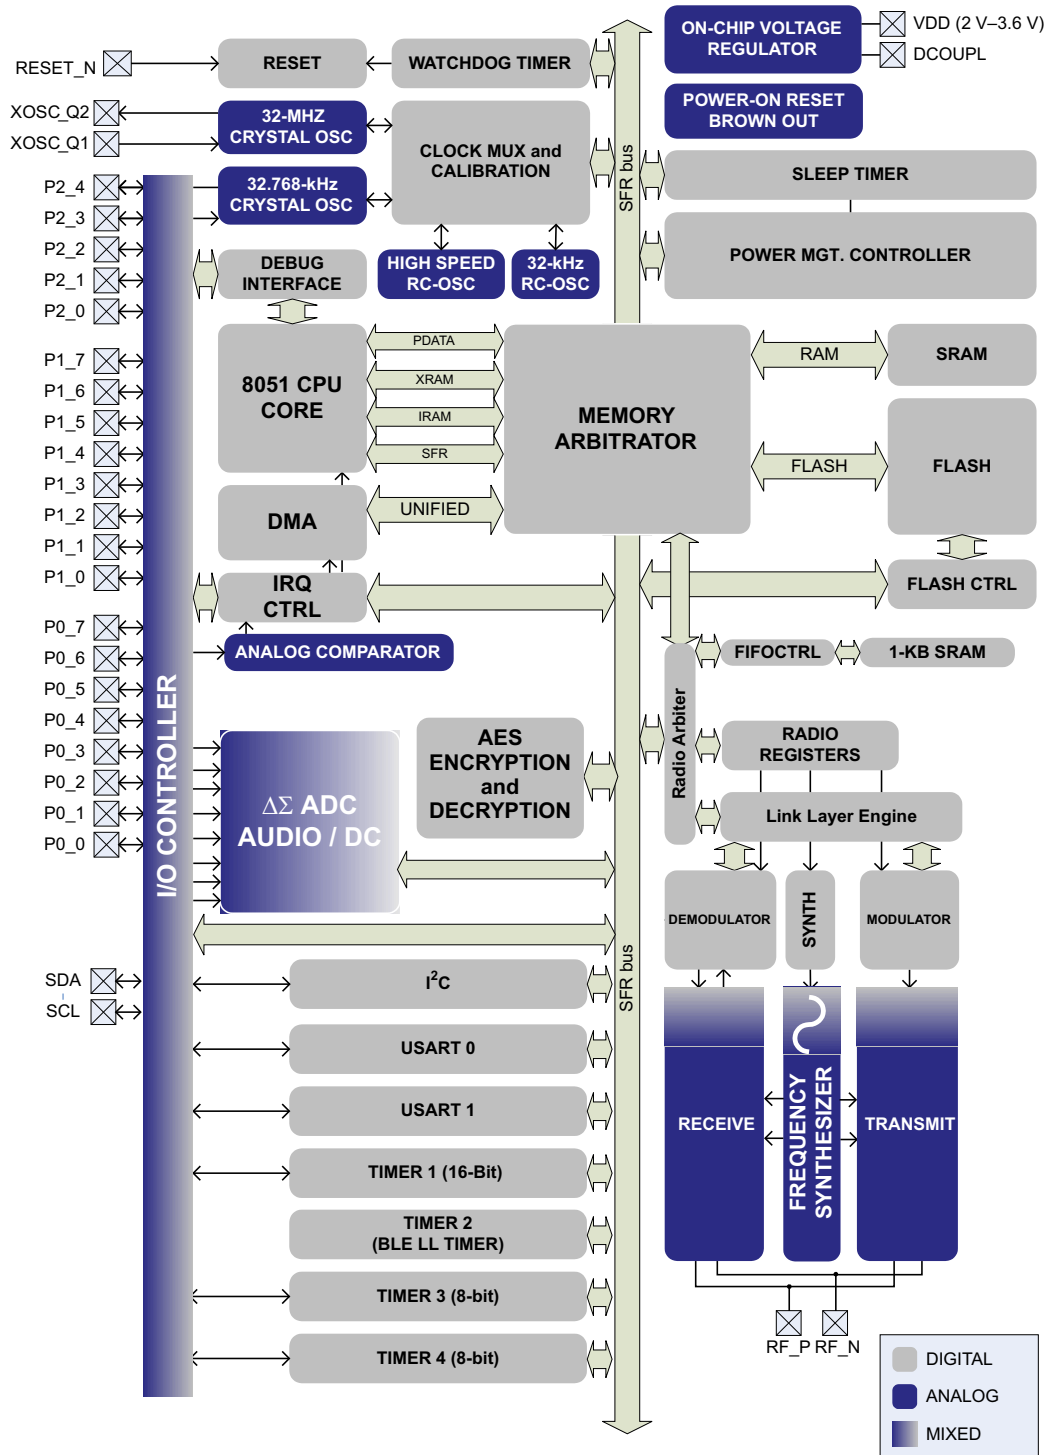 ON-CHIP VOLTAGE
REGULATOR
VDD (2 V–3.6 V)
DCOUPL
RESET_N
RESET
WATCHDOG TIMER
XOSC_Q2
XOSC_Q1
32-MHZ
CRYSTAL OSC
POWER-ON RESET
BROWN OUT
CLOCK MUX and
CALIBRATION
SFR bus
SLEEP TIMER
32.768-kHz
CRYSTAL OSC
P2_4
P2_3
P2_2
P2_1
P2_0
DEBUG
INTERFACE
HIGH SPEED
RC-OSC
32-kHz
RC-OSC
POWER MGT. CONTROLLER
P1_7
P1_6
P1_5
P1_4
P1_3
P1_2
P1_1
P1_0
8051 CPU
CORE
PDATA
XRAM
IRAM
SFR
MEMORY
ARBITRATOR
RAM
SRAM
FLASH
FLASH
DMA
UNIFIED
IRQ
CTRL
FLASH CTRL
P0_7
P0_6
P0_5
P0_4
P0_3
P0_2
P0_1
P0_0
ANALOG COMPARATOR
FIFOCTRL
1-KB SRAM
Radio Arbiter
I/O CONTROLLER
ΔΣ ADC
AUDIO / DC
AES
ENCRYPTION
and
DECRYPTION
RADIO
REGISTERS
Link Layer Engine
DEMODULATOR
SYNTH
MODULATOR
SDA
SCL
I²C
SFR bus
USART 0
USART 1
TIMER 1 (16-Bit)
TIMER 2
(BLE LL TIMER)
TIMER 3 (8-bit)
TIMER 4 (8-bit)
RECEIVE
FREQUENCY
SYNTHESIZER
TRANSMIT
RF_P
RF_N
DIGITAL
ANALOG
MIXED